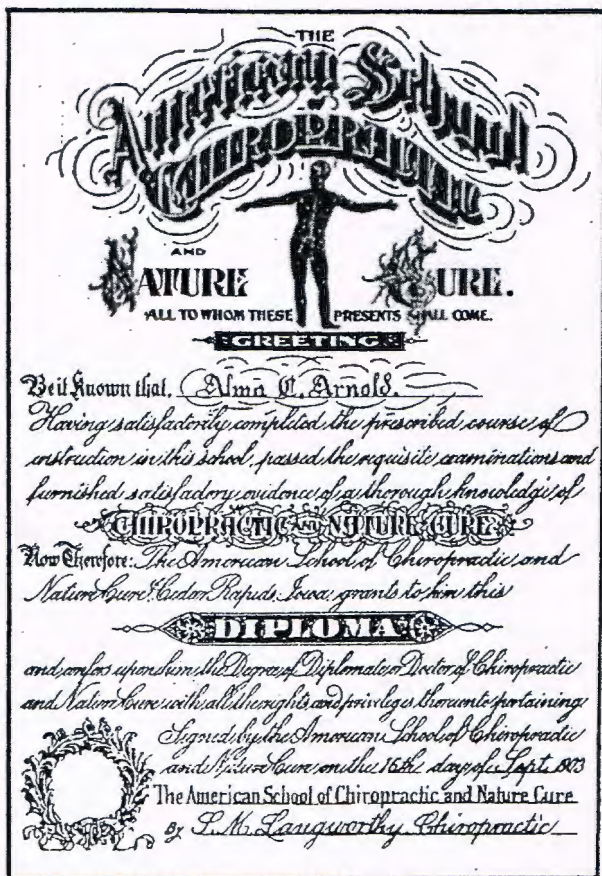 THE
American School
OF
CHIROPRACTIC
AND
NATURE CURE.
ALL TO WHOM THESE PRESENTS SHALL COME.
GREETING
Be it Known that, Alma C. Arnold.
Having satisfactorily completed the prescribed course of
instruction in this school, passed the requisite examinations and
furnished satisfactory evidence of a thorough knowledge of
CHIROPRACTIC AND NATURE CURE
Now Therefore: The American School of Chiropractic and
Nature Cure of Cedar Rapids, Iowa, grants to him this
DIPLOMA
and confers upon him the Degree of Diplomate or Doctor of Chiropractic
and Nature Cure with all the rights and privileges thereunto pertaining
Signed by the American School of Chiropractic
and Nature Cure on the 16th day of Sept. 1903
The American School of Chiropractic and Nature Cure
By S. M. Langworthy Chiropractic